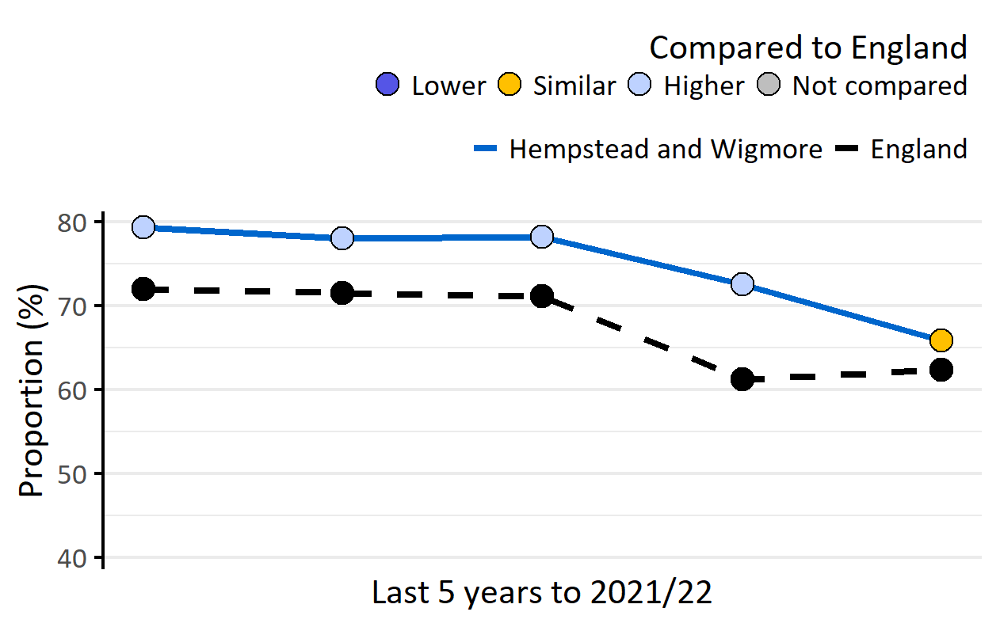 Compared to England
Lower Similar Higher Not compared
Hempstead and Wigmore England
80
70
60
50
40
Proportion (%)
Last 5 years to 2021/22